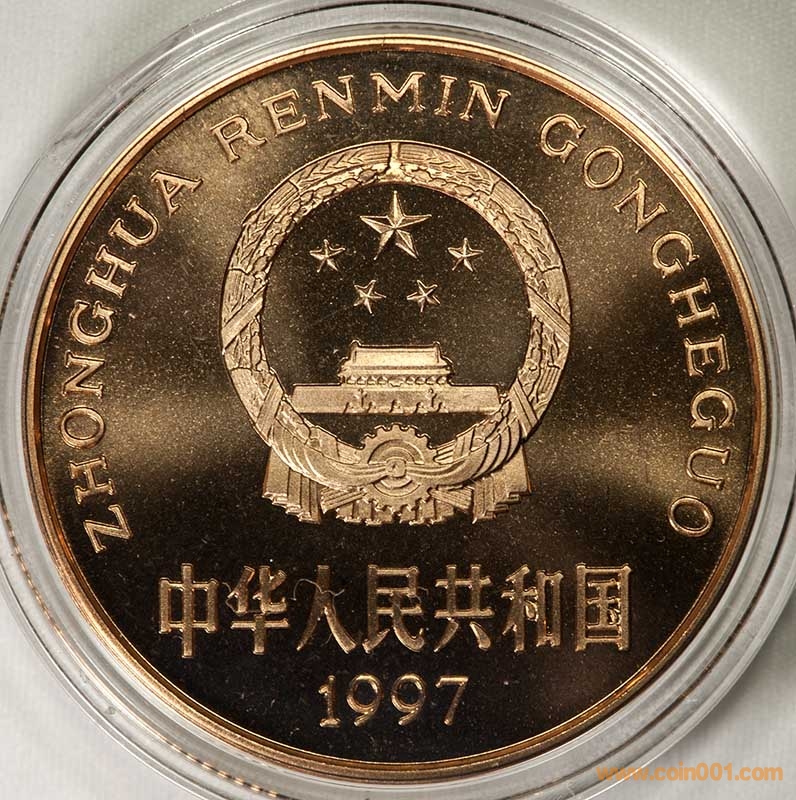 ZHONGHUA RENMIN GONGHEGUO
中华人民共和国
1997
www.coin001.com